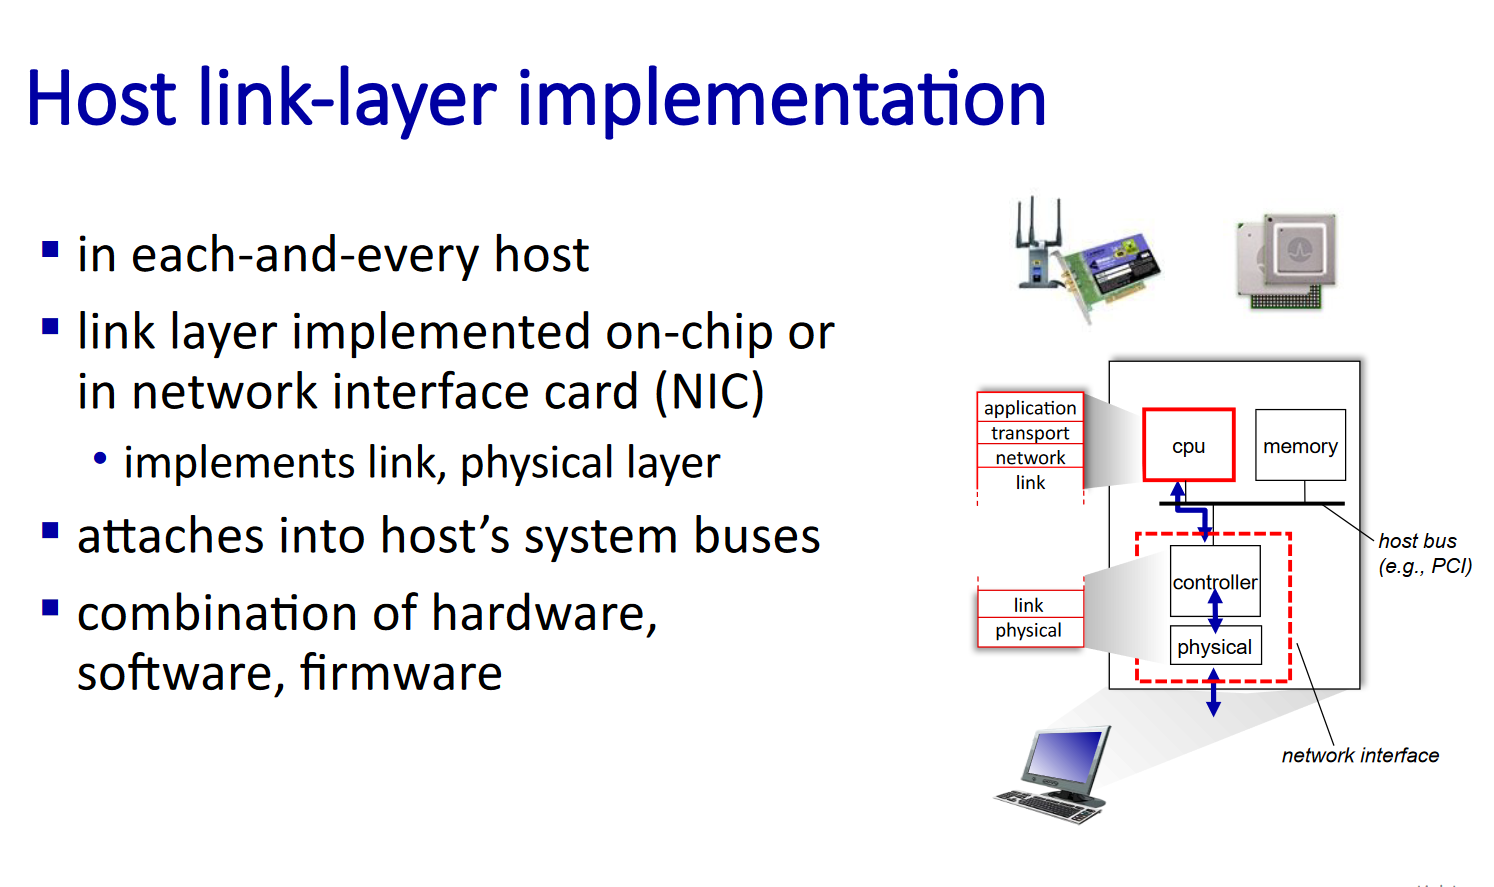 Host link-layer implementation
in each-and-every host
link layer implemented on-chip or
in network interface card (NIC)
implements link, physical layer
attaches into host's system buses
combination of hardware,
software, firmware
application
transport
network
link
cpu
memory
host bus
(e.g., PCI)
controller
link
physical
physical
network interface